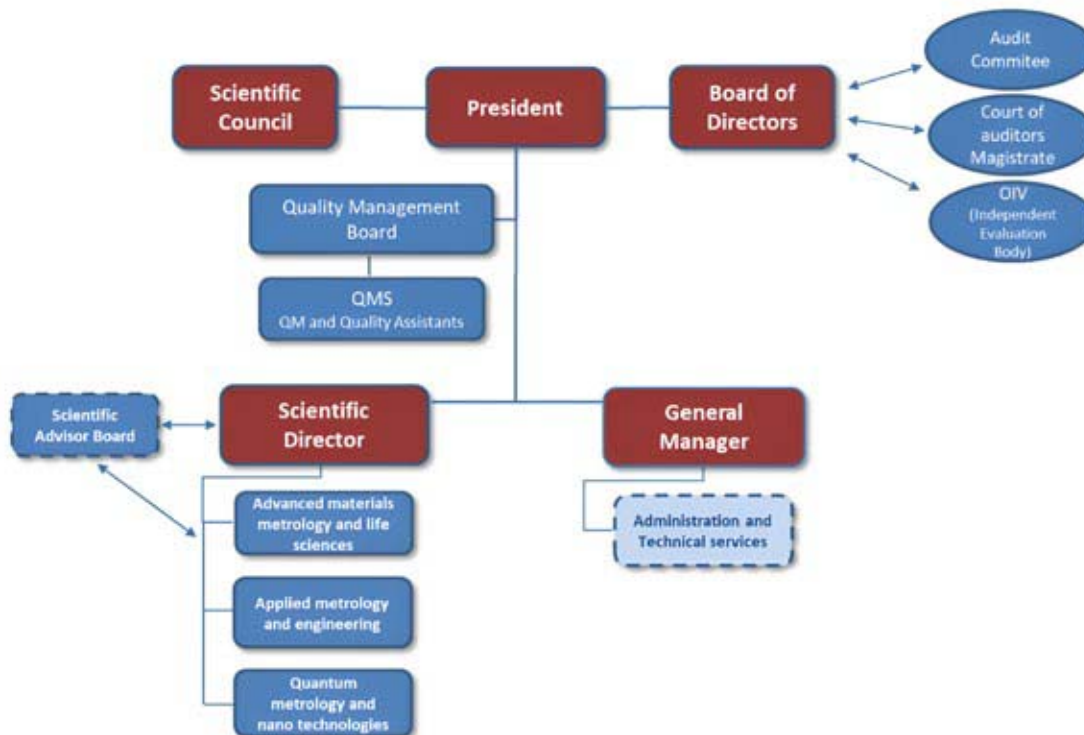 Audit
Commitee
Scientific
Council
President
Board of
Directors
Court of
auditors
Magistrate
OIV
(Independent
Evaluation
Body)
Quality Management
Board
QMS
QM and Quality Assistants
Scientific
Advisor Board
Scientific
Director
General
Manager
Advanced materials
metrology and life
sciences
Administration and
Technical services
Applied metrology
and engineering
Quantum
metrology and
nano technologies